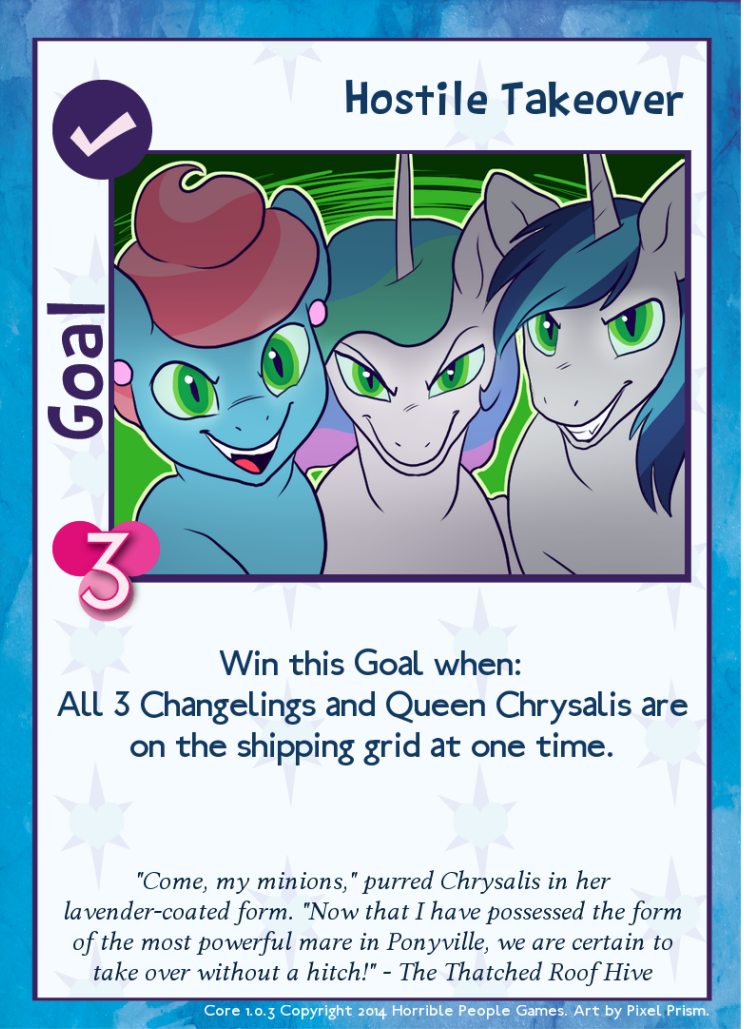 Hostile Takeover
Goal
3
Win this Goal when:
All 3 Changelings and Queen Chrysalis are
on the shipping grid at one time.
"Come, my minions," purred Chrysalis in her
lavender-coated form. "Now that I have possessed the form
of the most powerful mare in Ponyville, we are certain to
take over without a hitch!" - The Thatched Roof Hive
Core 1.0.3 Copyright 2014 Horrible People Games. Art by Pixel Prism.